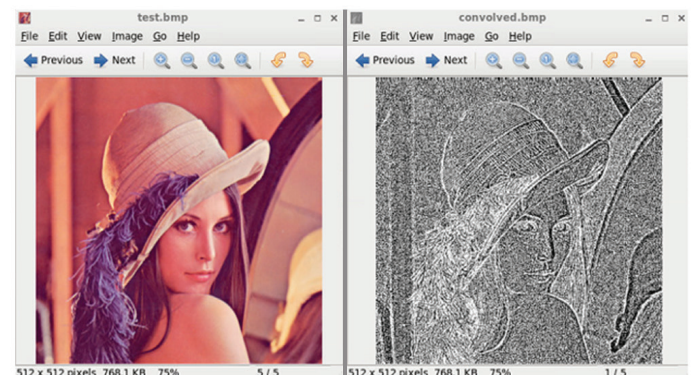 test.bmp
File Edit View Image Go Help
Previous Next
512 x 512 pixels 768.1 KB 75% 5 / 5
convolved.bmp
File Edit View Image Go Help
Previous Next
512 x 512 pixels 768.1 KB 75% 1 / 5